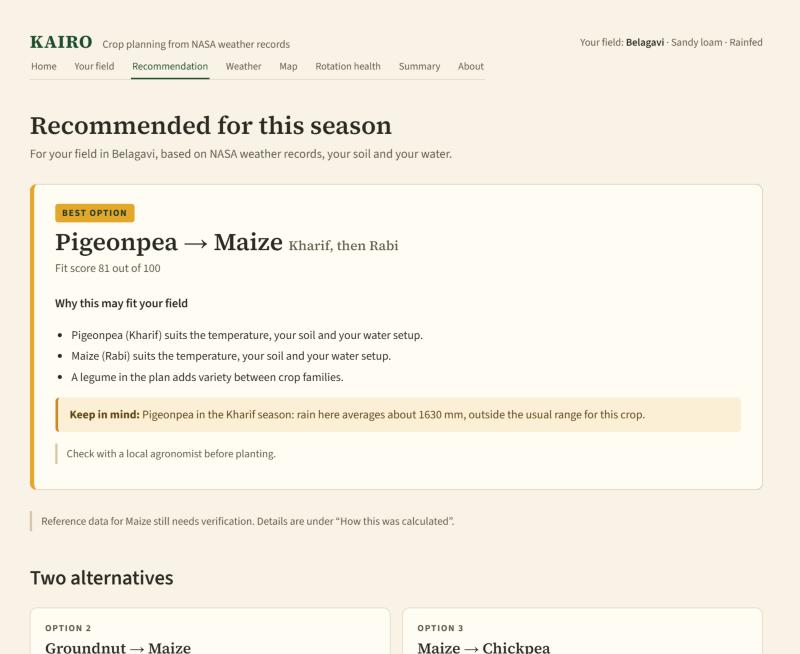 KAIRO Crop planning from NASA weather records
Your field: Belagavi · Sandy loam · Rainfed
Home Your field Recommendation Weather Map Rotation health Summary About
Recommended for this season
For your field in Belagavi, based on NASA weather records, your soil and your water.
BEST OPTION
Pigeonpea → Maize Kharif, then Rabi
Fit score 81 out of 100
Why this may fit your field
• Pigeonpea (Kharif) suits the temperature, your soil and your water setup.
• Maize (Rabi) suits the temperature, your soil and your water setup.
• A legume in the plan adds variety between crop families.
Keep in mind: Pigeonpea in the Kharif season: rain here averages about 1630 mm, outside the usual range for this crop.
Check with a local agronomist before planting.
Reference data for Maize still needs verification. Details are under “How this was calculated”.
Two alternatives
OPTION 2
Groundnut → Maize
OPTION 3
Maize → Chickpea